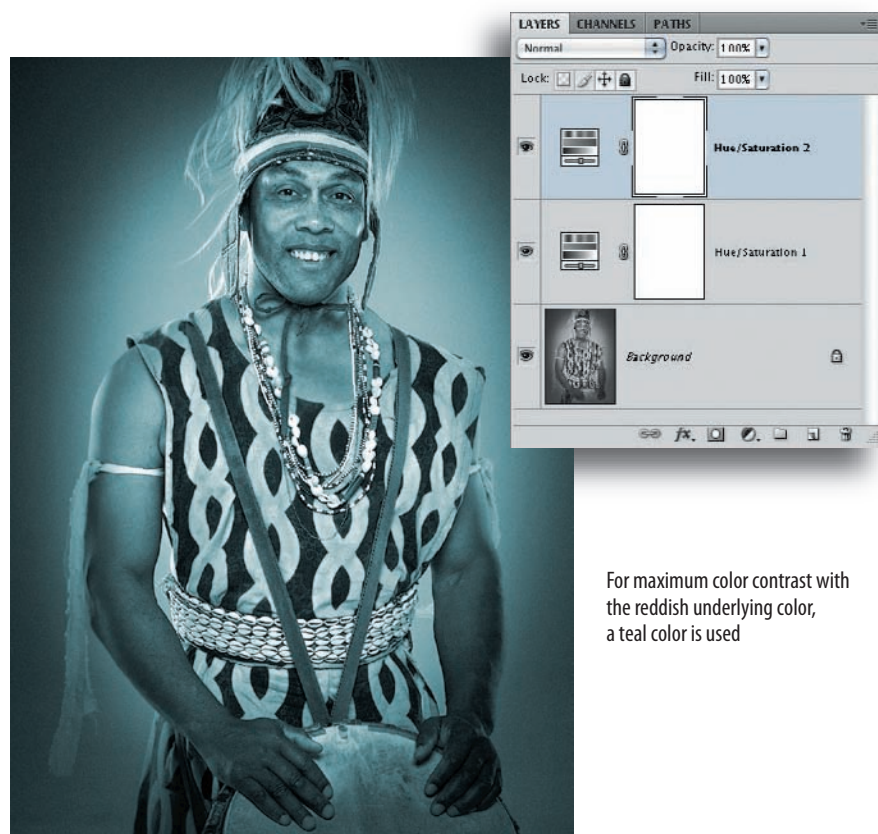 LAYERS CHANNELS PATHS
Normal Opacity: 100%
Lock: Fill: 100%
Hue/Saturation 2
Hue/Saturation 1
Background
fx.
For maximum color contrast with
the reddish underlying color,
a teal color is used